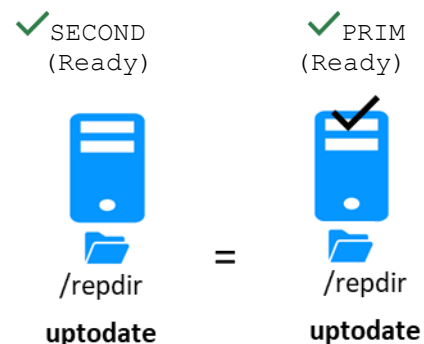 SECOND
(Ready)
PRIM
(Ready)
=
/repdir
/repdir
uptodate
uptodate